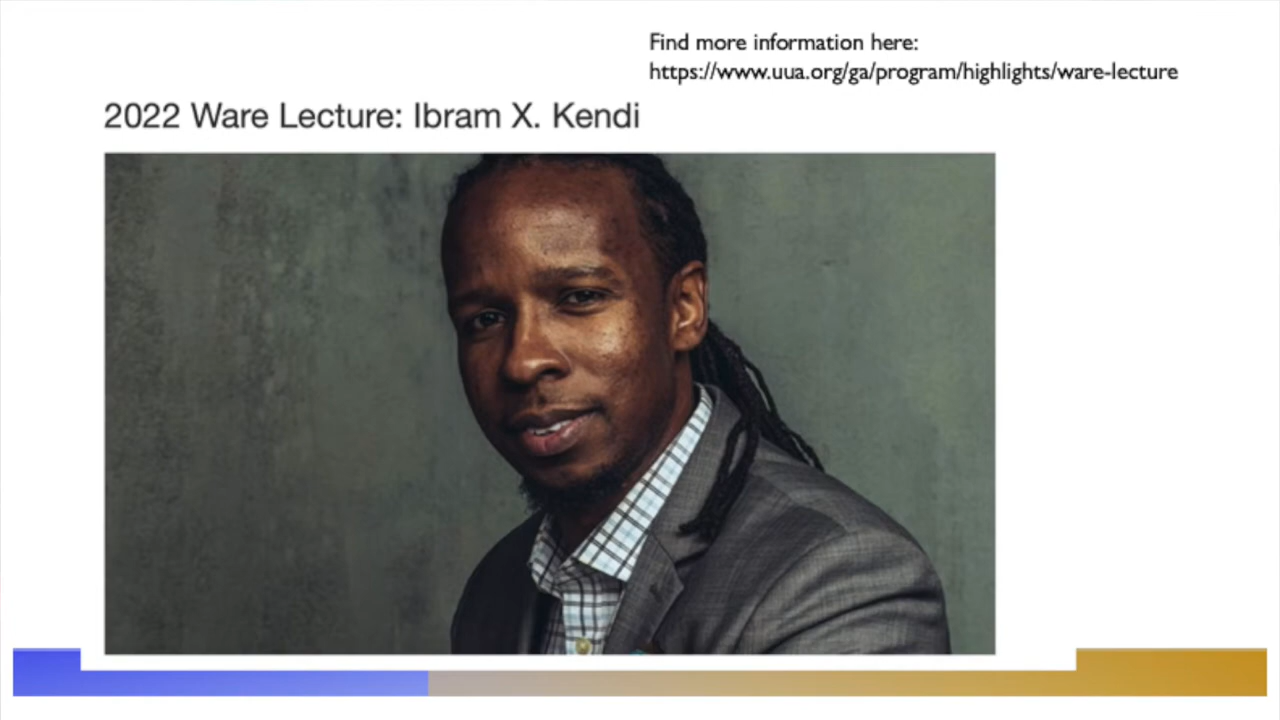 Find more information here:
https://www.uua.org/ga/program/highlights/ware-lecture
2022 Ware Lecture: Ibram X. Kendi